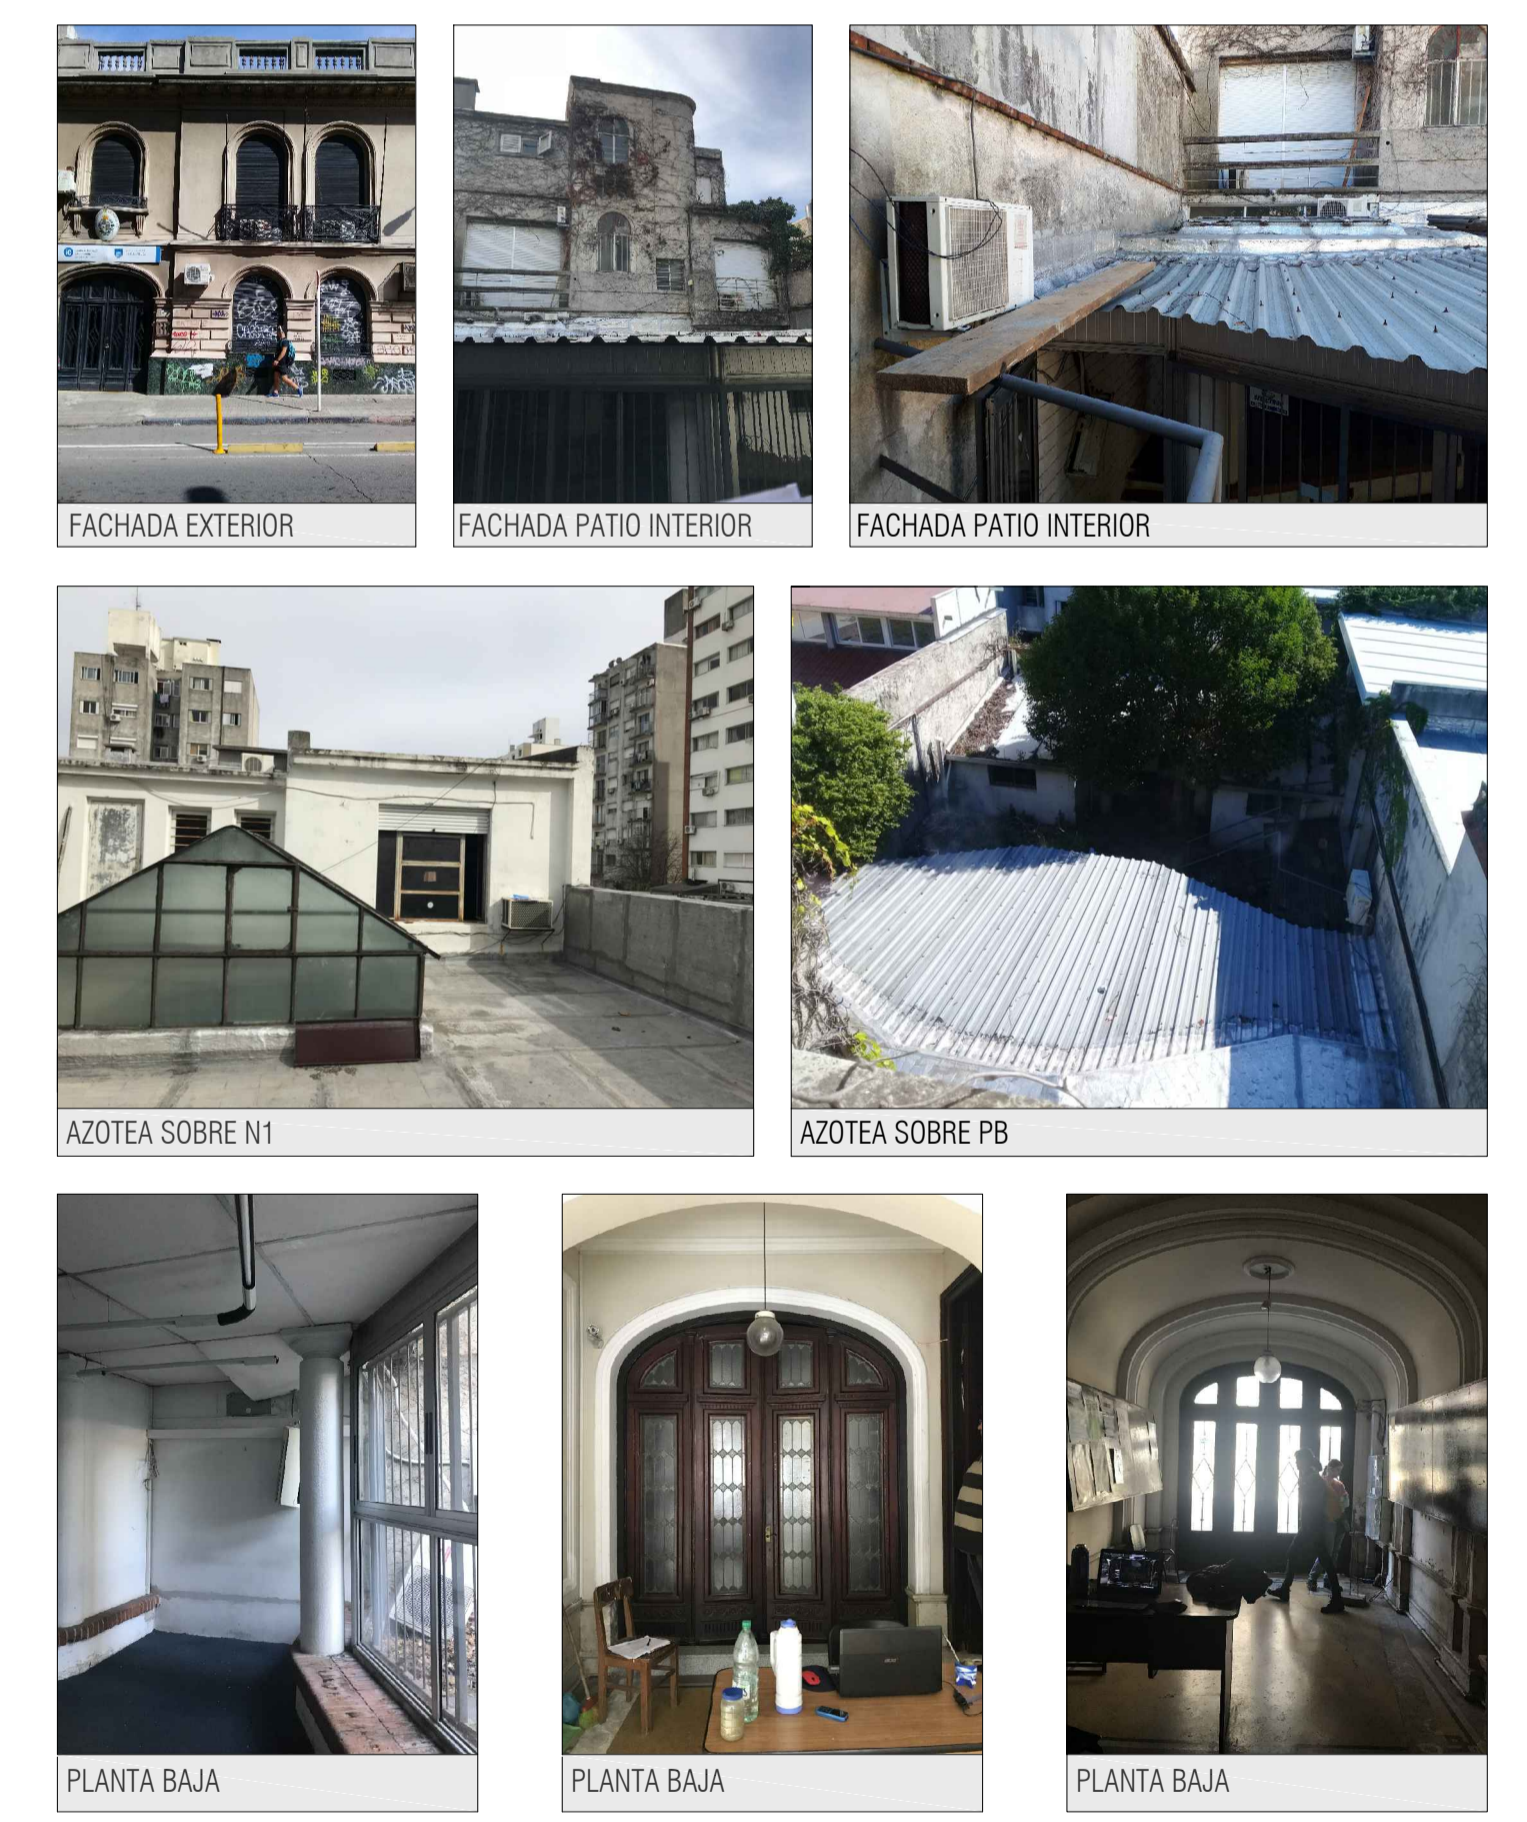 FACHADA EXTERIOR
FACHADA PATIO INTERIOR
FACHADA PATIO INTERIOR
AZOTEA SOBRE N1
AZOTEA SOBRE PB
PLANTA BAJA
PLANTA BAJA
PLANTA BAJA